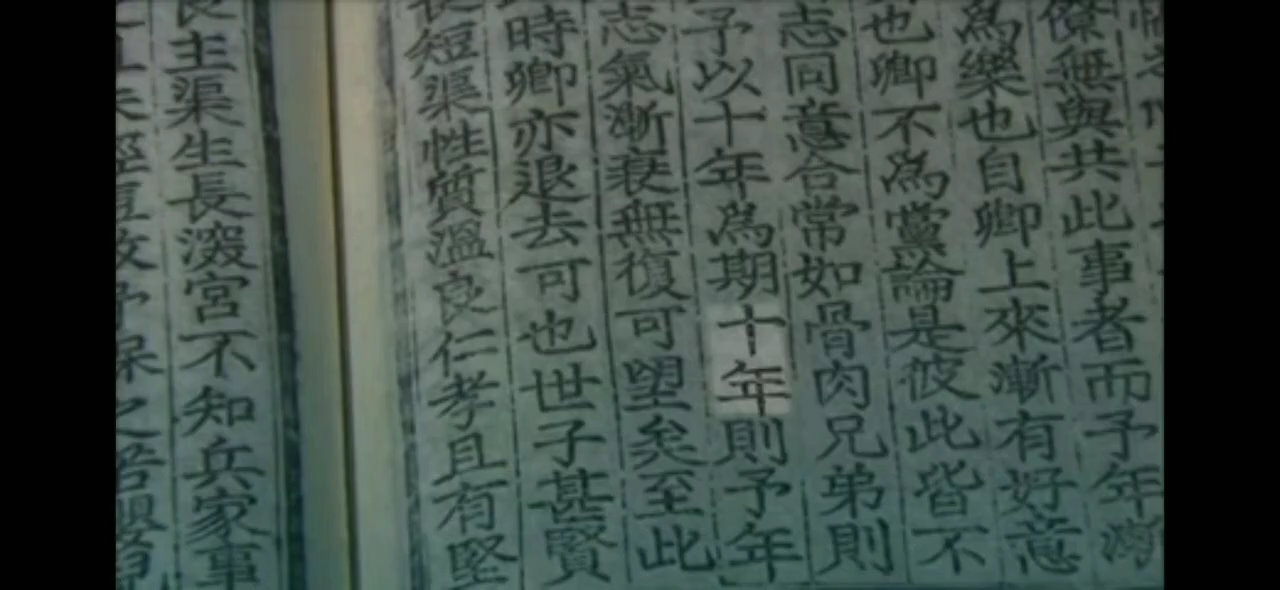 僚無與共此事者而予年漸
爲樂也自卿上來漸有好意
也卿不爲黨論是彼此皆不
志同意合常如骨肉兄弟則
予以十年爲期十年則予年
志氣漸衰無復可望矣至此
時卿亦退去可也世子甚賢
長短渠性質溫良仁孝且有堅
良主渠生長深宮不知兵家事